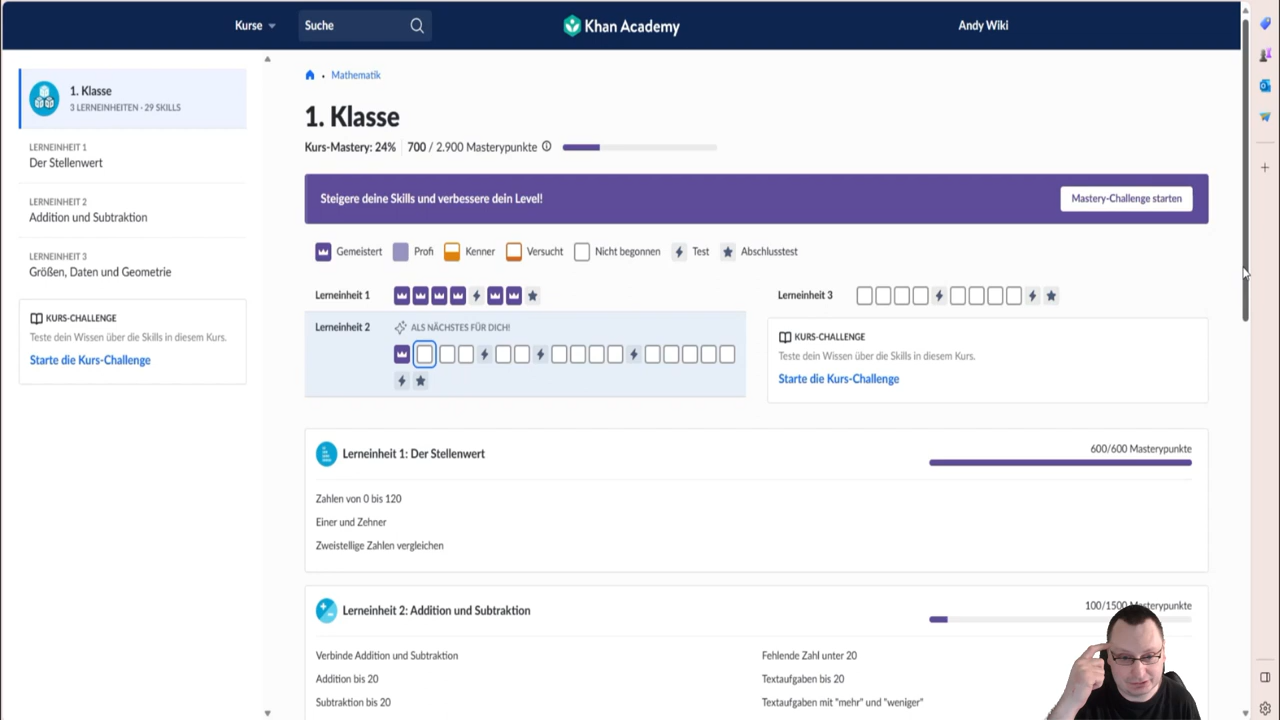 Kurse
Suche
Khan Academy
Andy Wiki
1. Klasse
3 LERNEINHEITEN · 29 SKILLS
LERNEINHEIT 1
Der Stellenwert
LERNEINHEIT 2
Addition und Subtraktion
LERNEINHEIT 3
Größen, Daten und Geometrie
KURS-CHALLENGE
Teste dein Wissen über die Skills in diesem Kurs.
Starte die Kurs-Challenge
Mathematik
1. Klasse
Kurs-Mastery: 24% 700 / 2.900 Masterypunkte
Steigere deine Skills und verbessere dein Level!
Mastery-Challenge starten
Gemeistert Profi Kenner Versucht Nicht begonnen Test Abschlusstest
Lerneinheit 1
Lerneinheit 2
ALS NÄCHSTES FÜR DICH!
Lerneinheit 3
KURS-CHALLENGE
Teste dein Wissen über die Skills in diesem Kurs.
Starte die Kurs-Challenge
Lerneinheit 1: Der Stellenwert
600/600 Masterypunkte
Zahlen von 0 bis 120
Einer und Zehner
Zweistellige Zahlen vergleichen
Lerneinheit 2: Addition und Subtraktion
100/1500 Masterypunkte
Verbinde Addition und Subtraktion
Addition bis 20
Subtraktion bis 20
Fehlende Zahl unter 20
Textaufgaben bis 20
Textaufgaben mit "mehr" und "weniger"